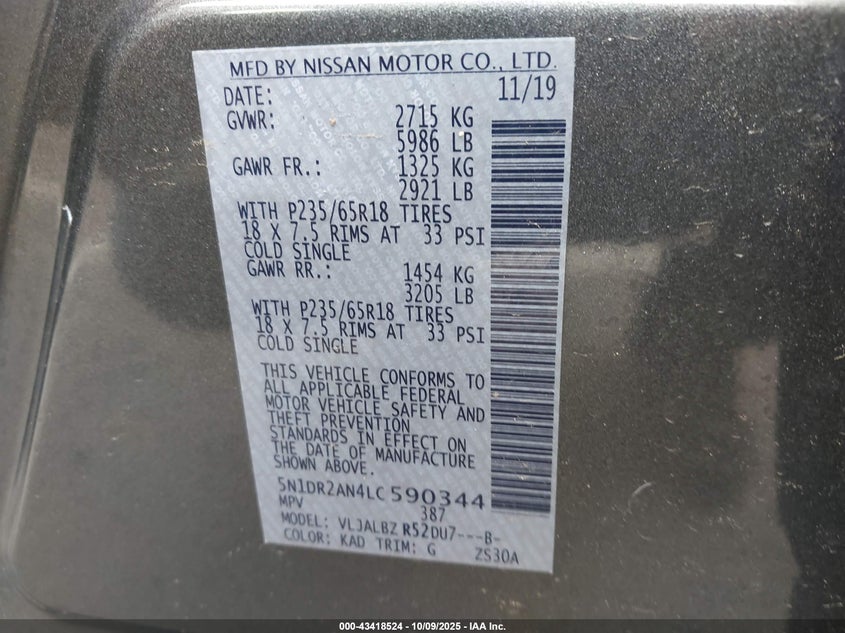 MFD BY NISSAN MOTOR CO., LTD.
DATE: 11/19
GVWR: 2715 KG
5986 LB
GAWR FR.: 1325 KG
2921 LB
WITH P235/65R18 TIRES
18 X 7.5 RIMS AT 33 PSI
COLD SINGLE
GAWR RR.: 1454 KG
3205 LB
WITH P235/65R18 TIRES
18 X 7.5 RIMS AT 33 PSI
COLD SINGLE
THIS VEHICLE CONFORMS TO
ALL APPLICABLE FEDERAL
MOTOR VEHICLE SAFETY AND
THEFT PREVENTION
STANDARDS IN EFFECT ON
THE DATE OF MANUFACTURE
SHOWN ABOVE.
5N1DR2AN4LC590344
MPV 387
MODEL: VLJALBZ R52DU7---B-
COLOR: KAD TRIM: G ZS30A
000-43418524 - 10/09/2025 - IAA Inc.